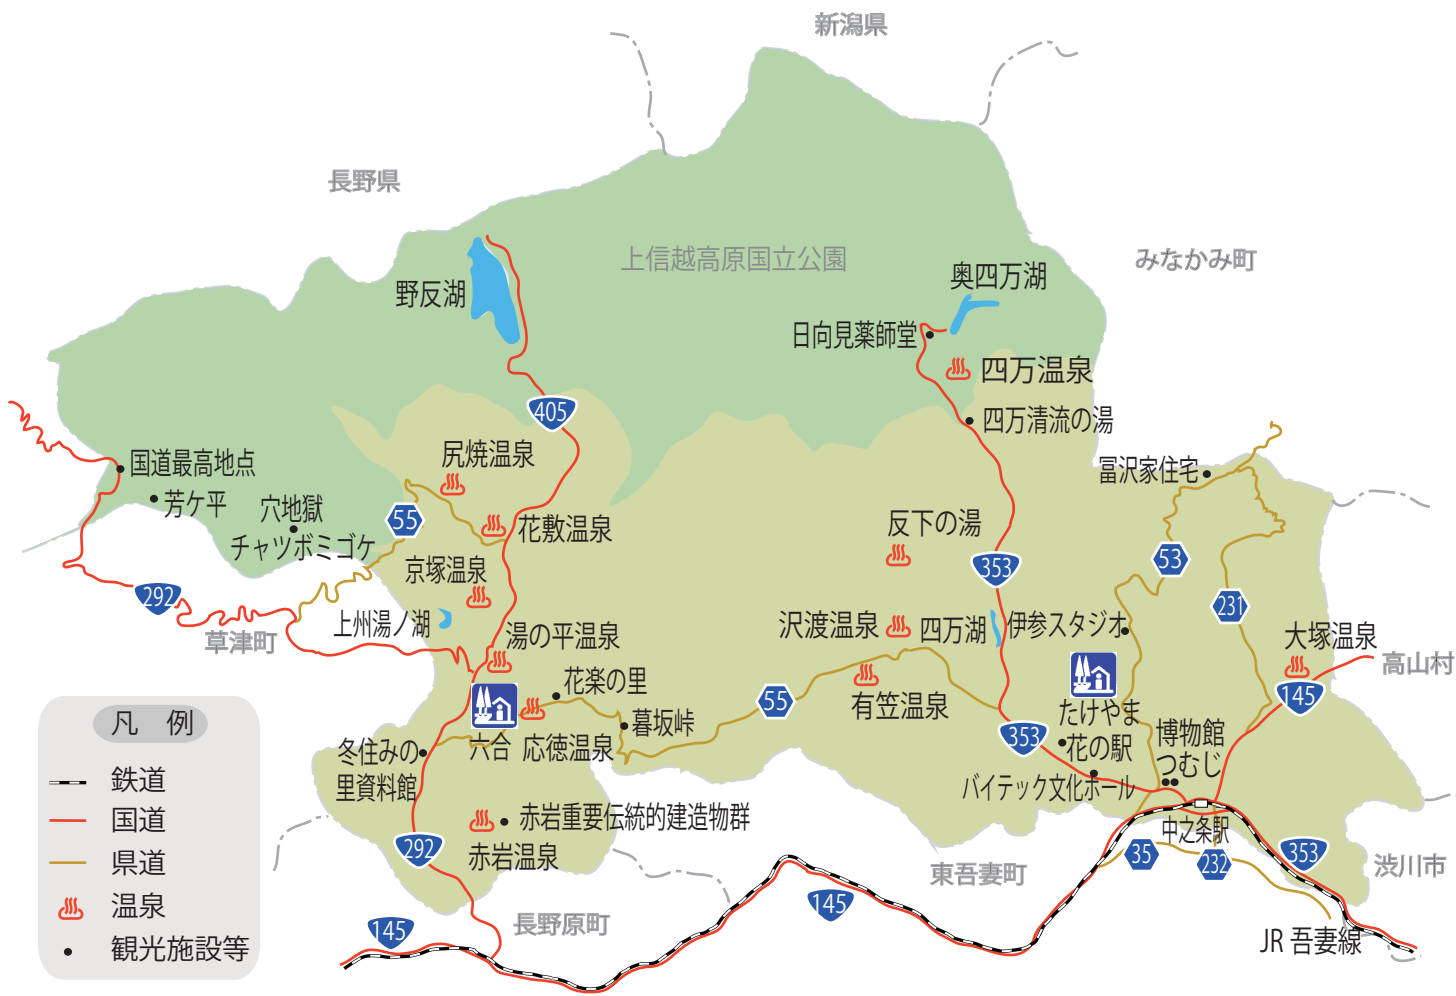 新潟県
長野県
上信越高原国立公園
みなかみ町
野反湖
奥四万湖
日向見薬師堂
四万温泉
405
四万清流の湯
国道最高地点
尻焼温泉
冨沢家住宅
芳ケ平
穴地獄
チャツボミゴケ
55
花敷温泉
反下の湯
京塚温泉
353
53
292
231
上州湯ノ湖
湯の平温泉
沢渡温泉
四万湖
伊参スタジオ
大塚温泉
草津町
高山村
花楽の里
55
有笠温泉
145
凡 例
鉄道
国道
県道
温泉
観光施設等
暮坂峠
353
たけやま
花の駅
博物館
つむじ
冬住みの
里資料館
六合
応徳温泉
バイテック文化ホール
赤岩重要伝統的建造物群
赤岩温泉
中之条駅
292
35
232
353
東吾妻町
渋川市
145
長野原町
145
JR 吾妻線